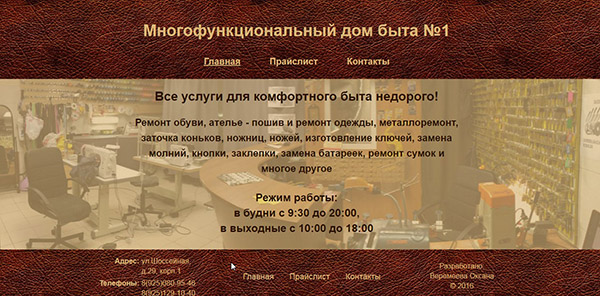 Многофункциональный дом быта №1
Главная Прайслист Контакты
Все услуги для комфортного быта недорого!
Ремонт обуви, ателье - пошив и ремонт одежды, металлоремонт,
заточка коньков, ножниц, ножей, изготовление ключей, замена
молний, кнопки, заклепки, замена батареек, ремонт сумок и
многое другое
Режим работы:
в будни с 9:30 до 20:00,
в выходные с 10:00 до 18:00
Адрес: ул.Шоссейная,
д.29, корп.1
Телефоны: 8(925)080-95-46
8(925)129-10-40
Главная Прайслист Контакты
Разработано
Веремеева Оксана
© 2016